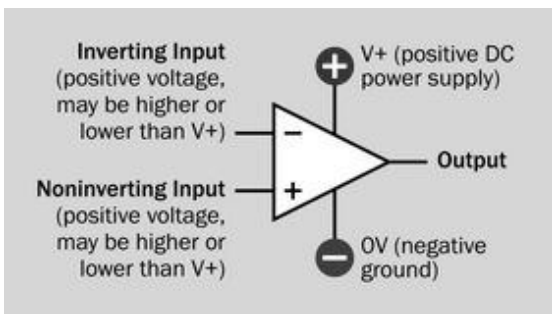 Inverting Input
(positive voltage,
may be higher or
lower than V+)
Noninverting Input
(positive voltage,
may be higher or
lower than V+)
V+ (positive DC
power supply)
Output
0V (negative
ground)
+
−
−
+